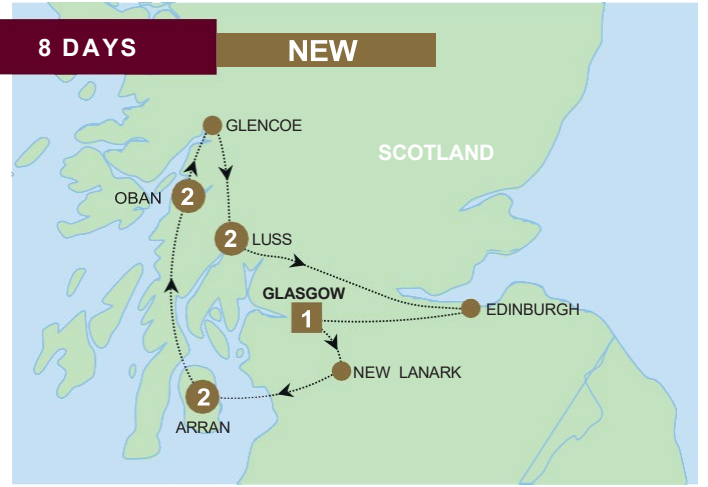 8 DAYS
NEW
GLENCOE
SCOTLAND
OBAN
2
2
LUSS
GLASGOW
1
EDINBURGH
NEW LANARK
2
ARRAN